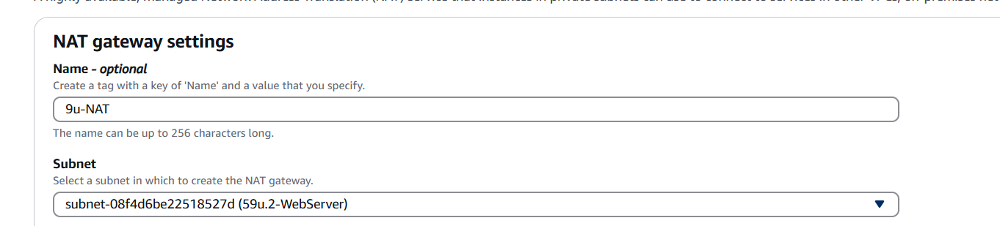 NAT gateway settings
Name - optional
Create a tag with a key of 'Name' and a value that you specify.
9u-NAT
The name can be up to 256 characters long.
Subnet
Select a subnet in which to create the NAT gateway.
subnet-08f4d6be22518527d (59u.2-WebServer)